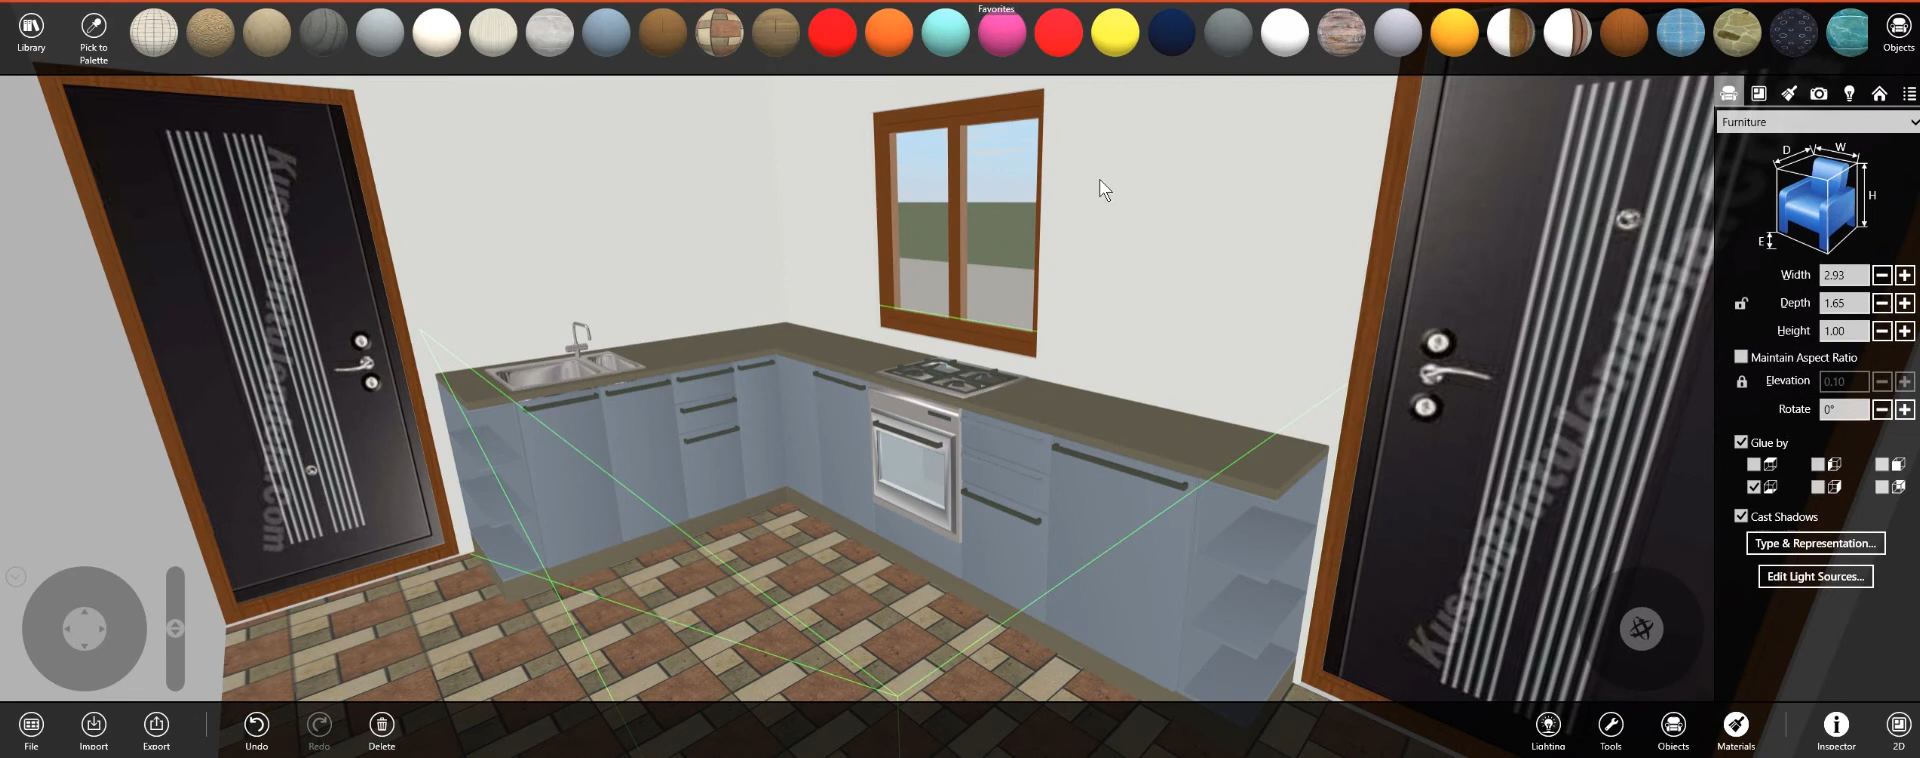 Favorites
Library
Pick to
Palette
Objects
Furniture
D
W
H
E
Width 2.93
Depth 1.65
Height 1.00
Maintain Aspect Ratio
Elevation 0.10
Rotate 0°
Glue by
Cast Shadows
Type & Representation...
Edit Light Sources...
File
Import
Export
Undo
Redo
Delete
Lighting
Tools
Objects
Materials
Inspector
2D